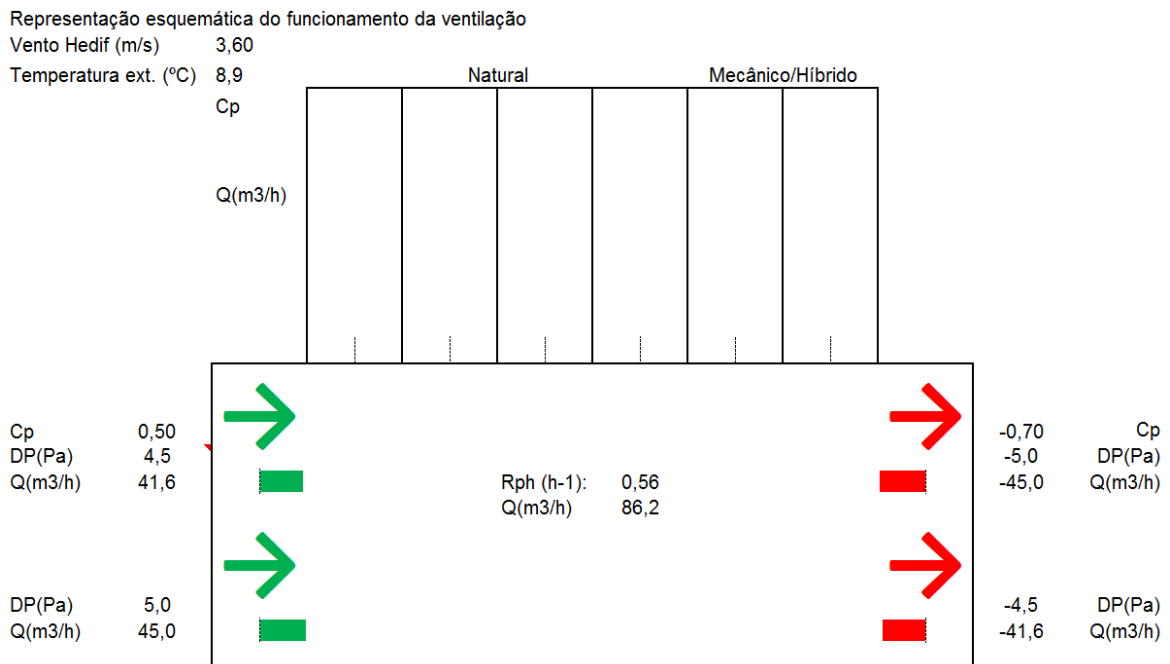 Representação esquemática do funcionamento da ventilação
Vento Hedif (m/s) 3,60
Temperatura ext. (ºC) 8,9 Natural Mecânico/Híbrido
Cp
Q(m3/h)
Cp 0,50 -0,70 Cp
DP(Pa) 4,5 -5,0 DP(Pa)
Q(m3/h) 41,6 Rph (h-1): 0,56 -45,0 Q(m3/h)
Q(m3/h) 86,2
DP(Pa) 5,0 -4,5 DP(Pa)
Q(m3/h) 45,0 -41,6 Q(m3/h)